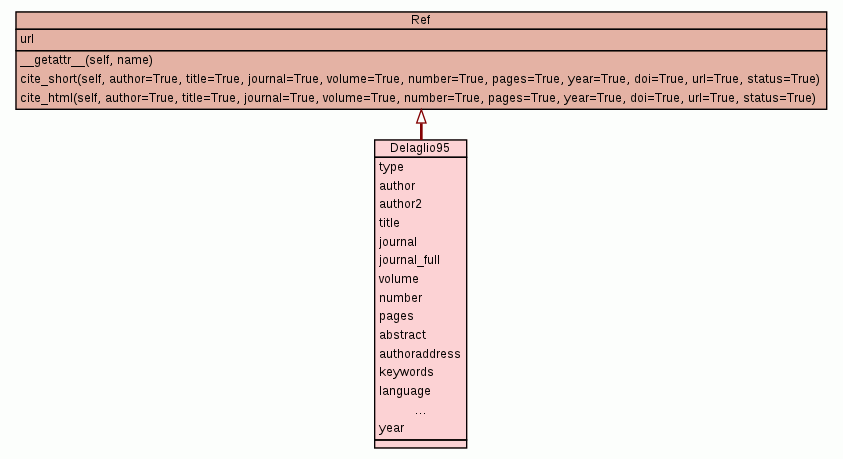 Ref
url
__getattr__(self, name)
cite_short(self, author=True, title=True, journal=True, volume=True, number=True, pages=True, year=True, doi=True, url=True, status=True)
cite_html(self, author=True, title=True, journal=True, volume=True, number=True, pages=True, year=True, doi=True, url=True, status=True)
Delaglio95
type
author
author2
title
journal
journal_full
volume
number
pages
abstract
authoraddress
keywords
language
...
year